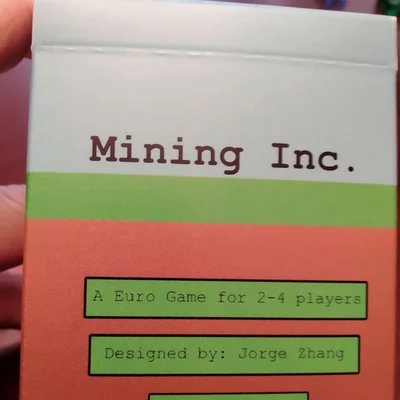 Mining Inc.
A Euro Game for 2-4 players
Designed by: Jorge Zhang